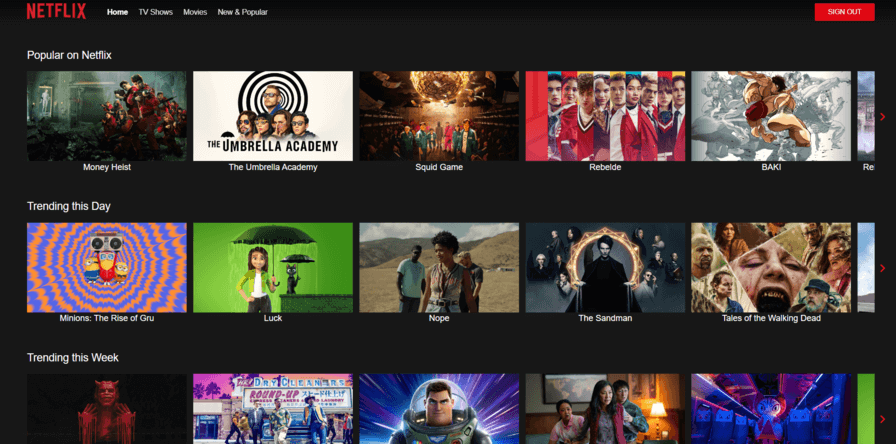 NETFLIX
Home TV Shows Movies New & Popular SIGN OUT
Popular on Netflix
THE UMBRELLA ACADEMY
Money Heist The Umbrella Academy Squid Game Rebelde BAKI Re
Trending this Day
Minions: The Rise of Gru Luck Nope The Sandman Tales of the Walking Dead
Trending this Week
DRY CLEANERS
ROUND-UP